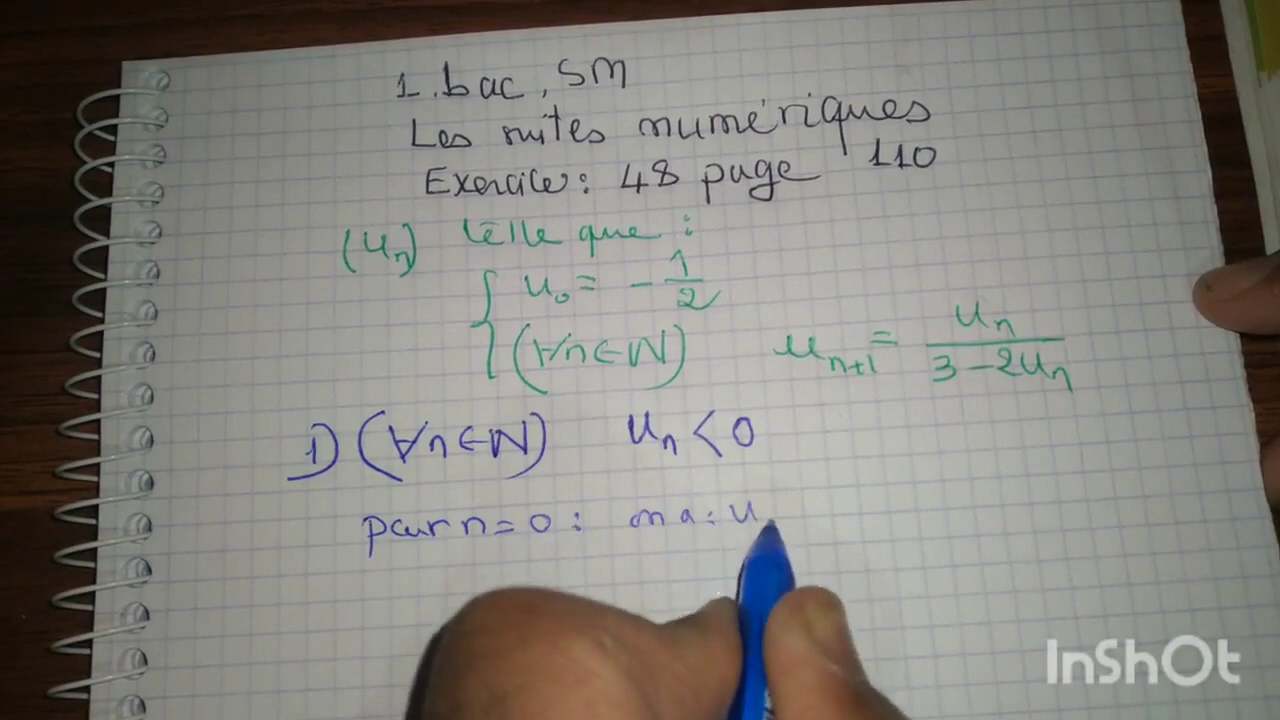 1.bac, SM
Les suites numériques
Exercice: 48 page 110
(Un) telle que:
{ U₀ = -1/2
(∀n∈ℕ) Uₙ₊₁ = Uₙ/(3-2Uₙ)
1) (∀n∈ℕ) Uₙ < 0
pour n=0: on a: U
InShOt